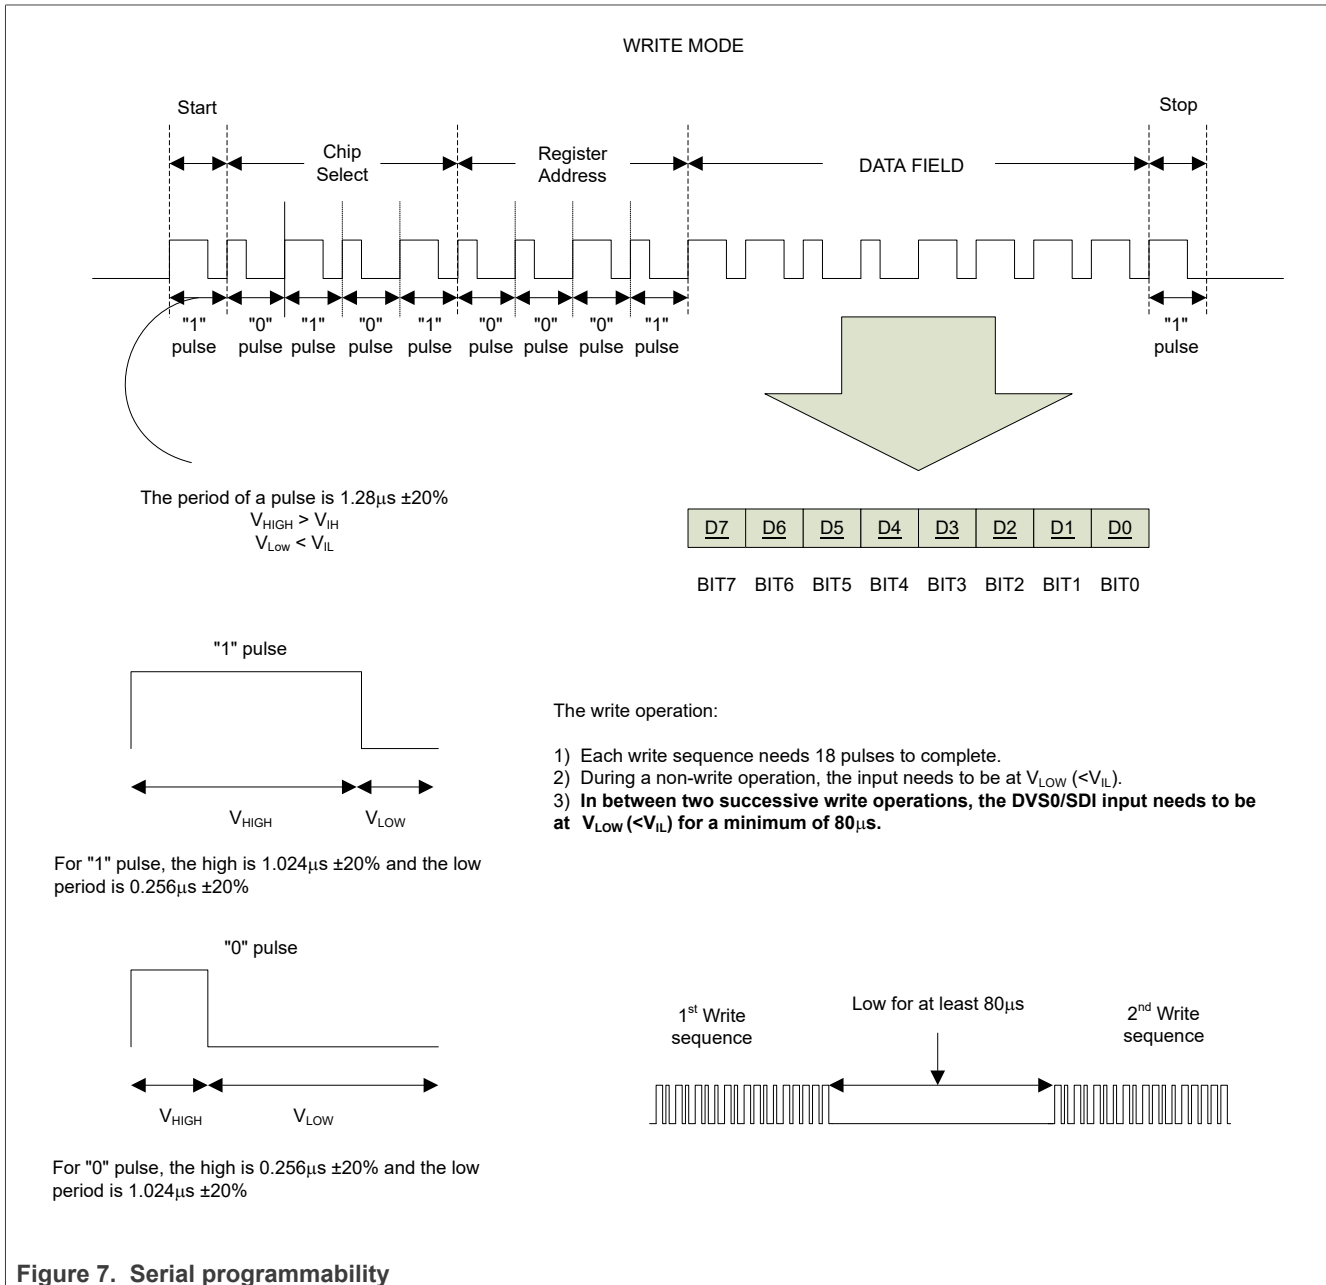 WRITE MODE
Start
Stop
Chip
Select
Register
Address
DATA FIELD
"1"
pulse
"0"
pulse
"1"
pulse
"0"
pulse
"1"
pulse
"0"
pulse
"0"
pulse
"0"
pulse
"1"
pulse
"1"
pulse
The period of a pulse is 1.28μs ±20%
VHIGH > VIH
VLow < VIL
D7 D6 D5 D4 D3 D2 D1 D0
BIT7 BIT6 BIT5 BIT4 BIT3 BIT2 BIT1 BIT0
"1" pulse
VHIGH VLOW
For "1" pulse, the high is 1.024μs ±20% and the low
period is 0.256μs ±20%
The write operation:
1) Each write sequence needs 18 pulses to complete.
2) During a non-write operation, the input needs to be at VLOW (<VIL).
3) In between two successive write operations, the DVS0/SDI input needs to be
at VLOW (<VIL) for a minimum of 80μs.
"0" pulse
VHIGH VLOW
For "0" pulse, the high is 0.256μs ±20% and the low
period is 1.024μs ±20%
1st Write
sequence
Low for at least 80μs
2nd Write
sequence
Figure 7. Serial programmability